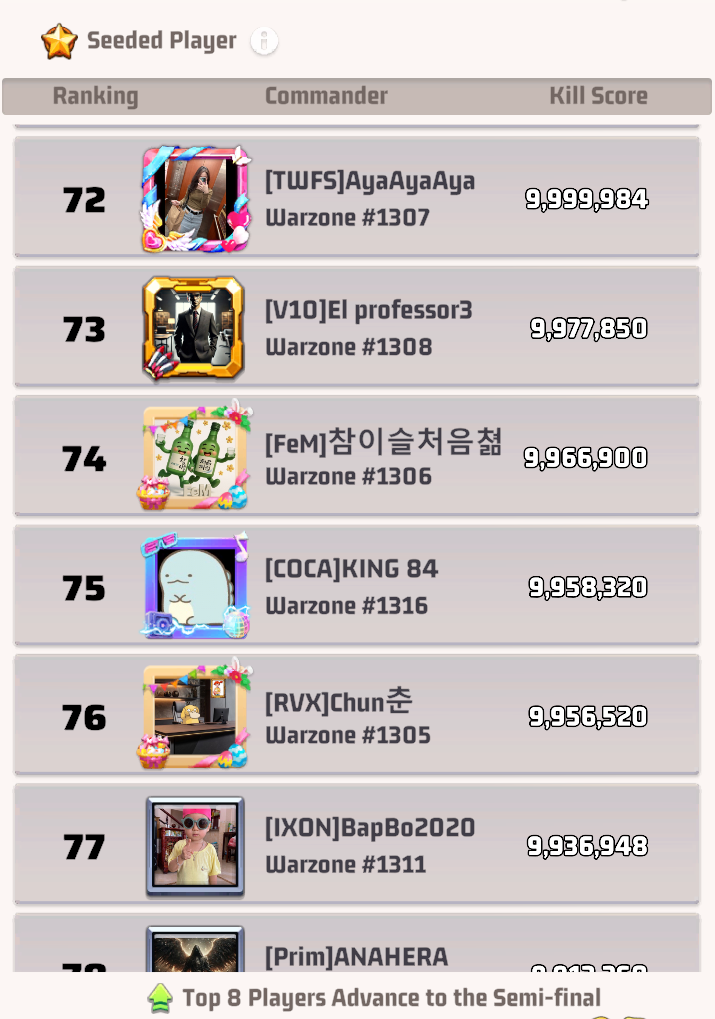 Seeded Player
Ranking Commander Kill Score
72 [TWFS]AyaAyaAya 9,999,984
Warzone #1307
73 [V10]El professor3 9,977,850
Warzone #1308
74 [FeM]참이슬처음췗 9,966,900
Warzone #1306
75 [COCA]KING 84 9,958,320
Warzone #1316
76 [RVX]Chun춘 9,956,520
Warzone #1305
77 [IXON]BapBo2020 9,936,948
Warzone #1311
[Prim]ANAHERA
Top 8 Players Advance to the Semi-final